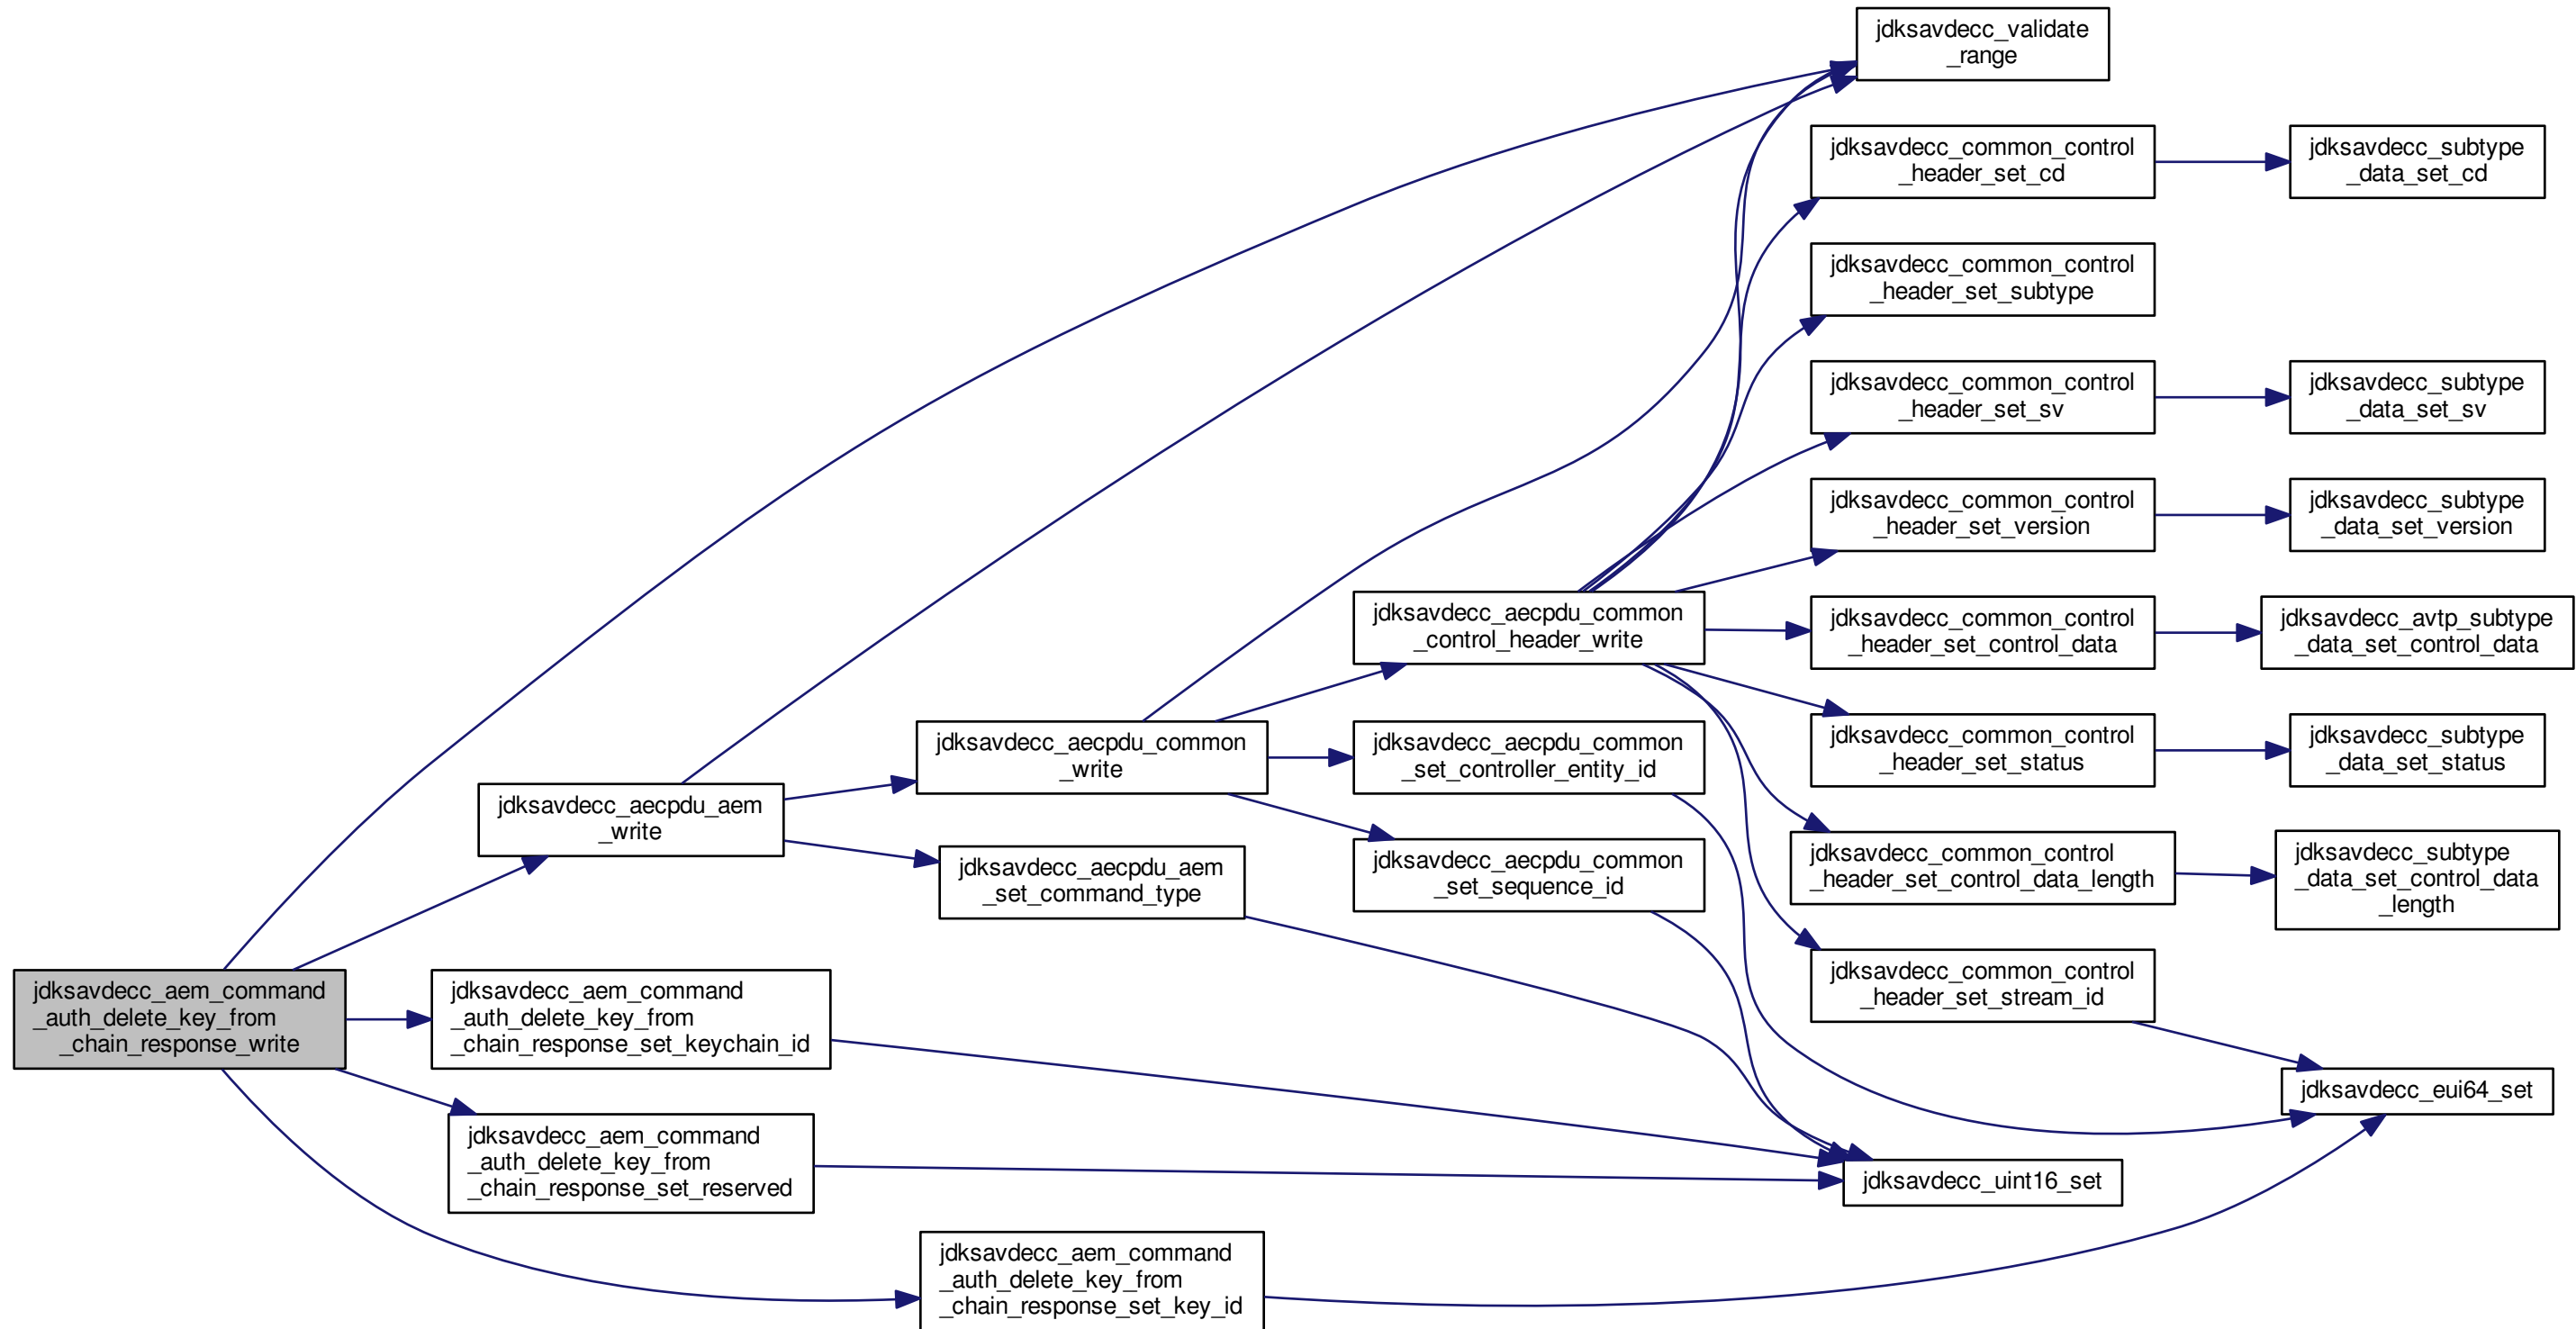 jdksavdecc_validate
_range
jdksavdecc_common_control
_header_set_cd
jdksavdecc_subtype
_data_set_cd
jdksavdecc_common_control
_header_set_subtype
jdksavdecc_common_control
_header_set_sv
jdksavdecc_subtype
_data_set_sv
jdksavdecc_common_control
_header_set_version
jdksavdecc_subtype
_data_set_version
jdksavdecc_aecpdu_common
_control_header_write
jdksavdecc_common_control
_header_set_control_data
jdksavdecc_avtp_subtype
_data_set_control_data
jdksavdecc_aecpdu_common
_write
jdksavdecc_aecpdu_common
_set_controller_entity_id
jdksavdecc_common_control
_header_set_status
jdksavdecc_subtype
_data_set_status
jdksavdecc_aecpdu_aem
_write
jdksavdecc_aecpdu_aem
_set_command_type
jdksavdecc_aecpdu_common
_set_sequence_id
jdksavdecc_common_control
_header_set_control_data_length
jdksavdecc_subtype
_data_set_control_data
_length
jdksavdecc_aem_command
_auth_delete_key_from
_chain_response_write
jdksavdecc_aem_command
_auth_delete_key_from
_chain_response_set_keychain_id
jdksavdecc_common_control
_header_set_stream_id
jdksavdecc_eui64_set
jdksavdecc_aem_command
_auth_delete_key_from
_chain_response_set_reserved
jdksavdecc_uint16_set
jdksavdecc_aem_command
_auth_delete_key_from
_chain_response_set_key_id